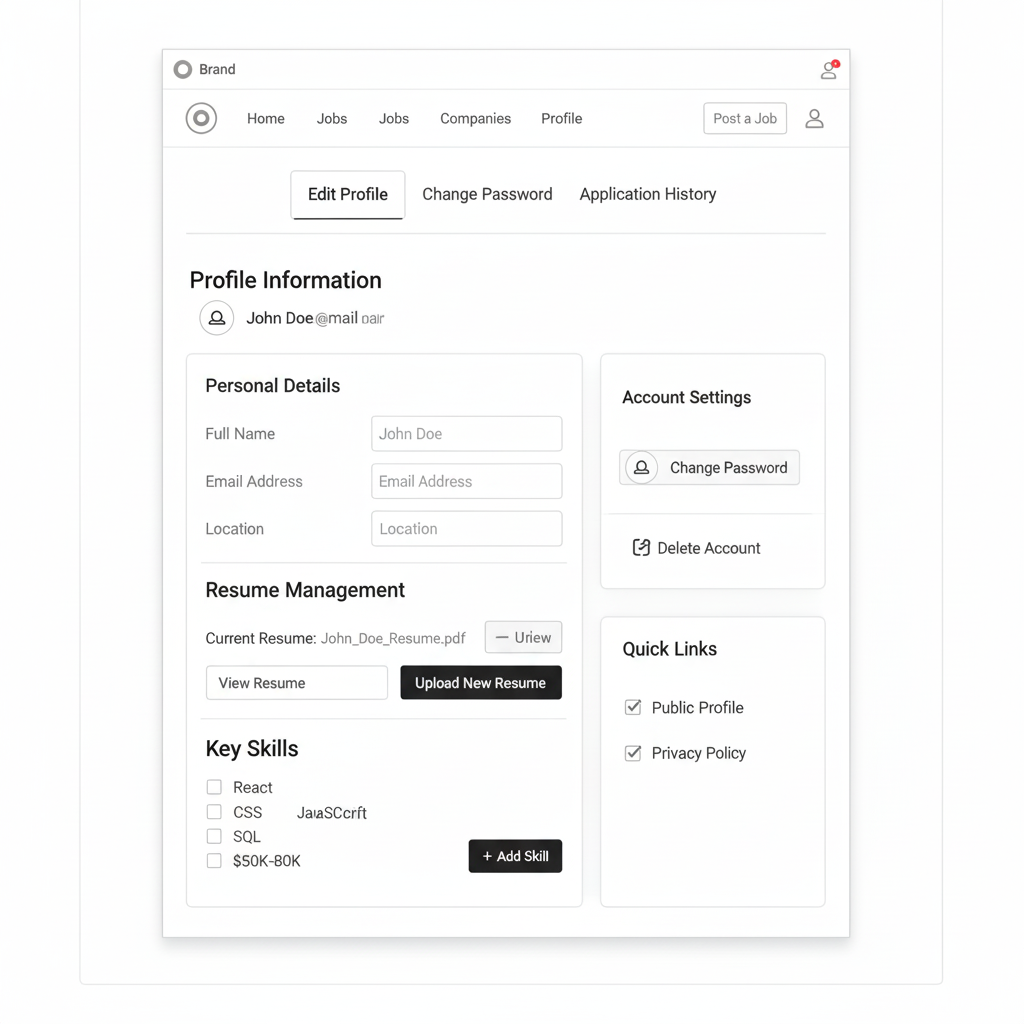 Brand
Home Jobs Jobs Companies Profile Post a Job
Edit Profile Change Password Application History
Profile Information
John Doe@mail oair
Personal Details
Full Name John Doe
Email Address Email Address
Location Location
Resume Management
Current Resume: John_Doe_Resume.pdf — Uriew
View Resume Upload New Resume
Key Skills
React
CSS
SQL
$50K-80K
+ Add Skill
Account Settings
Change Password
Delete Account
Quick Links
Public Profile
Privacy Policy